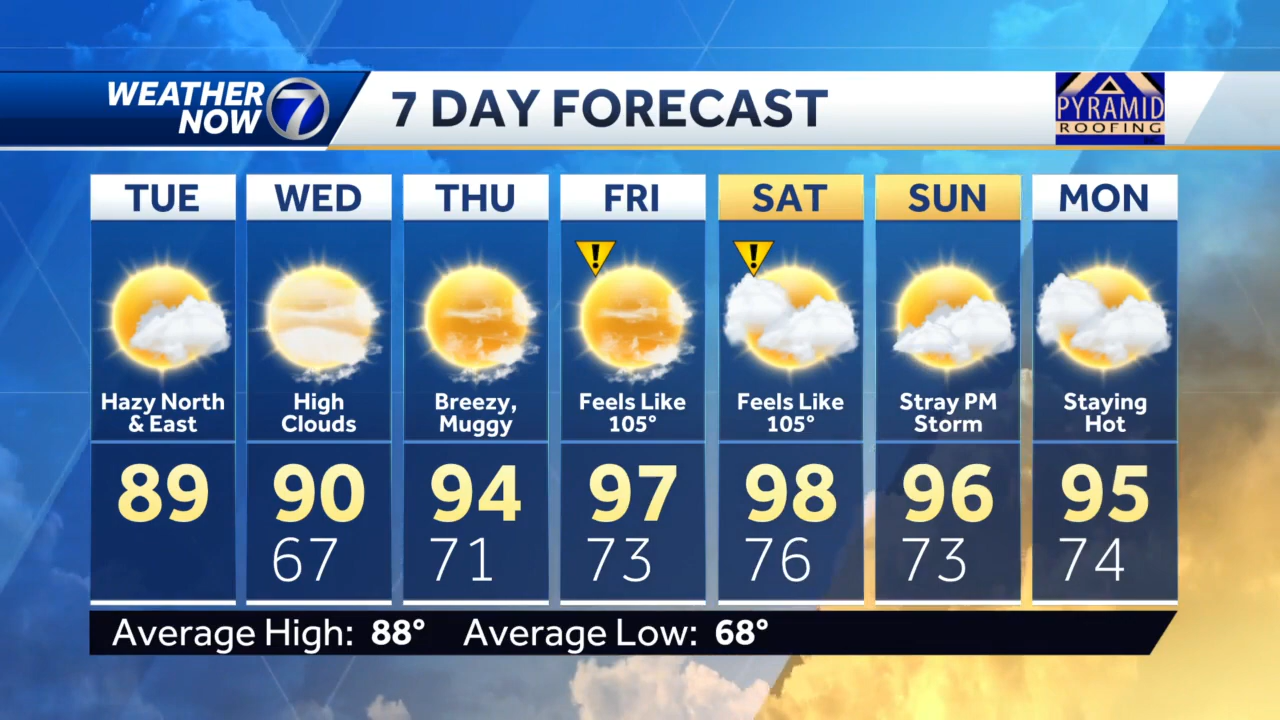 WEATHER
NOW 7
7 DAY FORECAST
PYRAMID
ROOFING
TUE
WED
THU
FRI
SAT
SUN
MON
!
!
Hazy North
& East
High
Clouds
Breezy,
Muggy
Feels Like
105°
Feels Like
105°
Stray PM
Storm
Staying
Hot
89
90
94
97
98
96
95
67
71
73
76
73
74
Average High: 88° Average Low: 68°